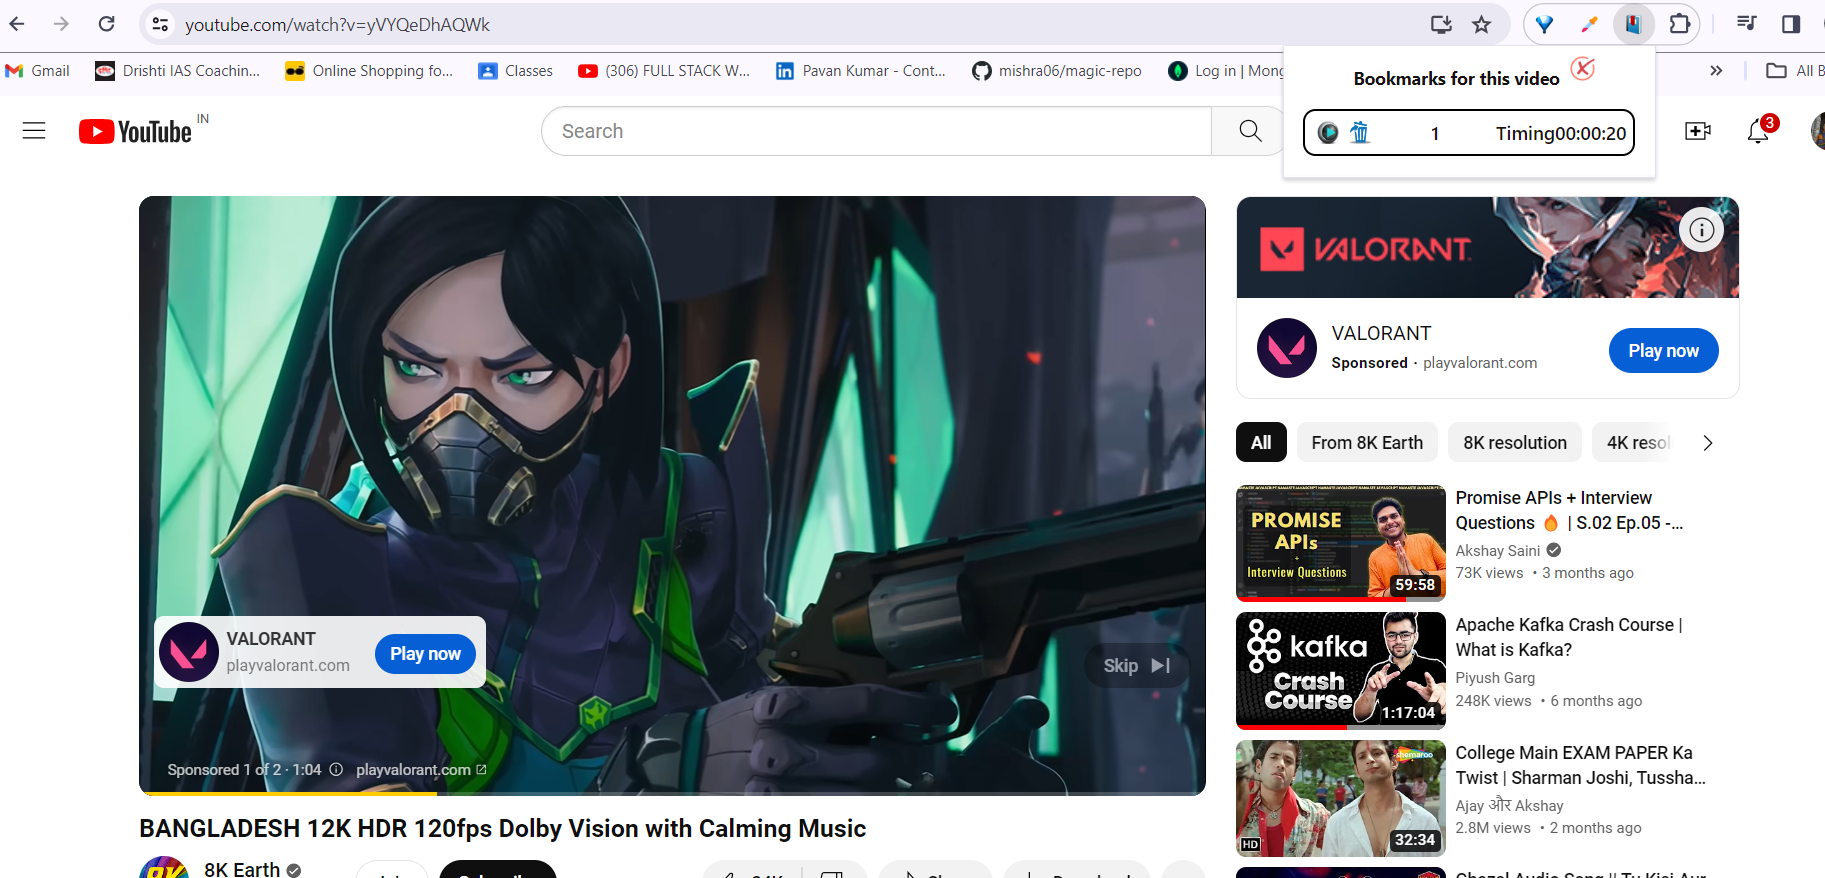 youtube.com/watch?v=yVYQeDhAQWk
Gmail
Drishti IAS Coachin...
Online Shopping fo...
Classes
(306) FULL STACK W...
Pavan Kumar - Cont...
mishra06/magic-repo
Log in | Mong
All B
Bookmarks for this video
1 Timing00:00:20
YouTube IN
Search
3
VALORANT
VALORANT
Sponsored · playvalorant.com
Play now
VALORANT
playvalorant.com
Play now
Skip
Sponsored 1 of 2 · 1:04 playvalorant.com
BANGLADESH 12K HDR 120fps Dolby Vision with Calming Music
8K Earth
All
From 8K Earth
8K resolution
4K resol
PROMISE
APIs
+
Interview Questions
59:58
Promise APIs + Interview
Questions 🔥 | S.02 Ep.05 -...
Akshay Saini
73K views • 3 months ago
kafka
Crash
Course
1:17:04
Apache Kafka Crash Course |
What is Kafka?
Piyush Garg
248K views • 6 months ago
shemaroo
HD
32:34
College Main EXAM PAPER Ka
Twist | Sharman Joshi, Tussha...
Ajay और Akshay
2.8M views • 2 months ago